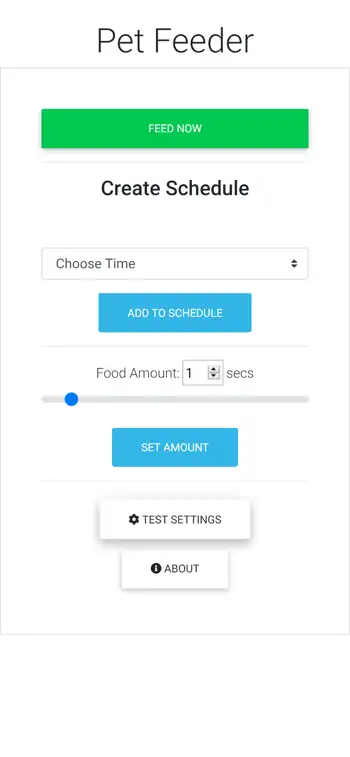 Pet Feeder
FEED NOW
Create Schedule
Choose Time
ADD TO SCHEDULE
Food Amount: 1 secs
SET AMOUNT
TEST SETTINGS
ABOUT